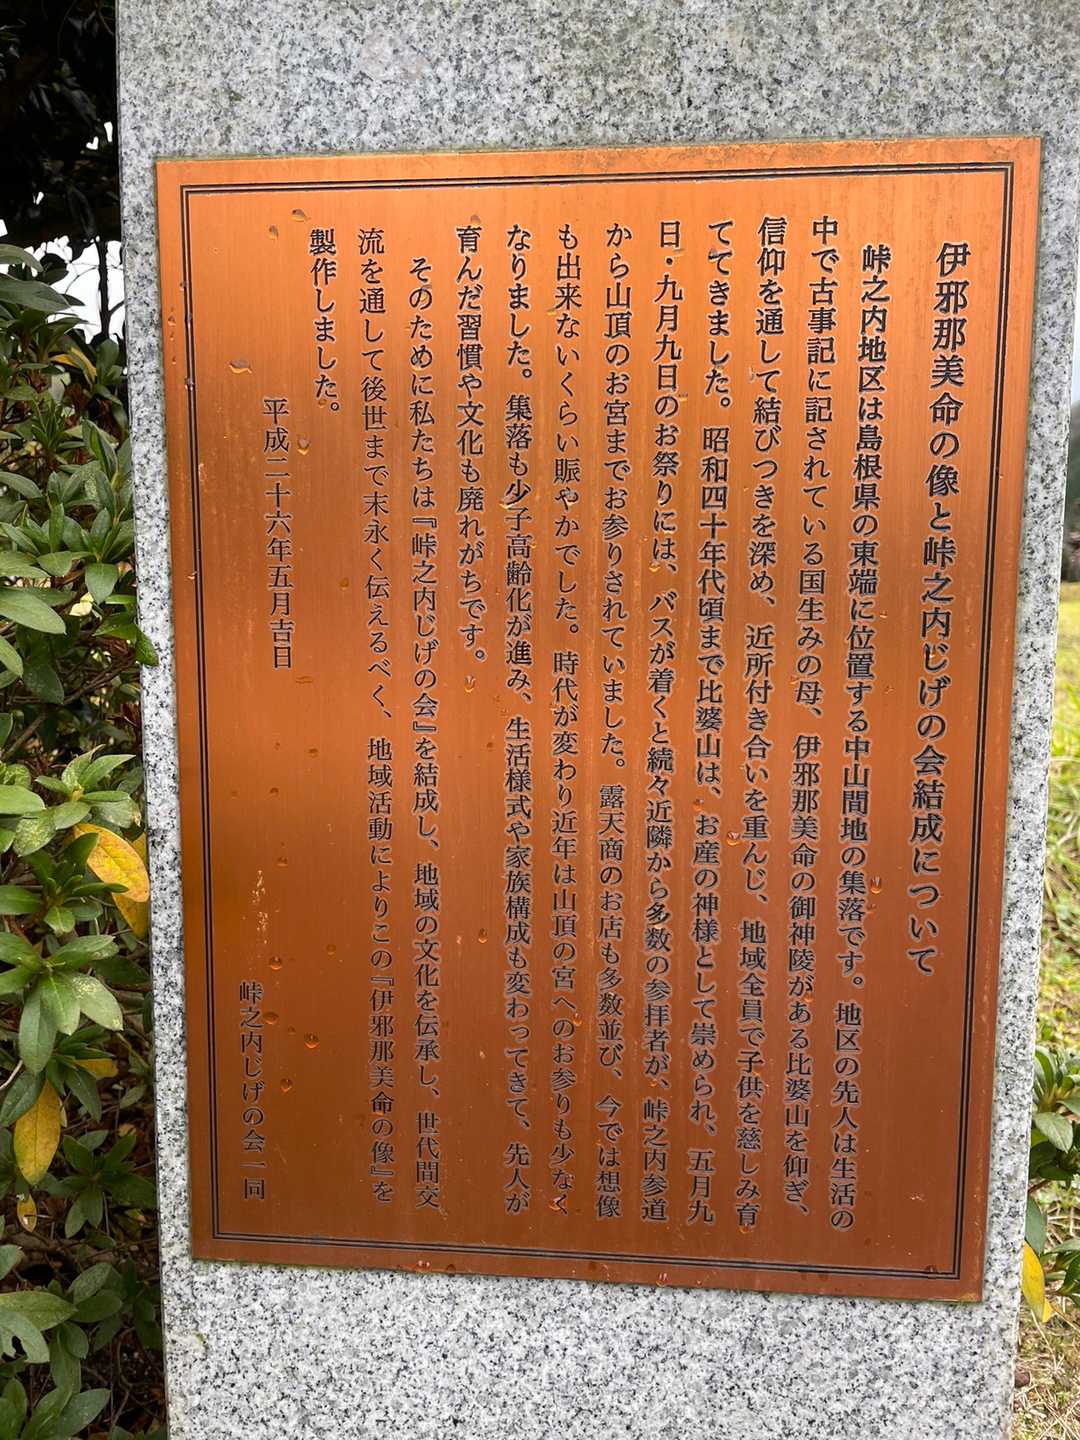 伊邪那美命の像と峠之内じげの会結成について
峠之内地区は島根県の東端に位置する中山間地の集落です。地区の先人は生活の
中で古事記に記されている国生みの母、伊邪那美命の御神陵がある比婆山を仰ぎ、
信仰を通して結びつきを深め、近所付き合いを重んじ、地域全員で子供を慈しみ育
ててきました。昭和四十年代頃まで比婆山は、お産の神様として崇められ、五月九
日・九月九日のお祭りには、バスが着くと続々近隣から多数の参拝者が、峠之内参道
から山頂のお宮までお参りされていました。露天商のお店も多数並び、今では想像
も出来ないくらい賑やかでした。時代が変わり近年は山頂の宮へのお参りも少なく
なりました。集落も少子高齢化が進み、生活様式や家族構成も変わってきて、先人が
育んだ習慣や文化も廃れがちです。
そのために私たちは『峠之内じげの会』を結成し、地域の文化を伝承し、世代間交
流を通して後世まで末永く伝えるべく、地域活動によりこの『伊邪那美命の像』を
製作しました。
平成二十六年五月吉日
峠之内じげの会一同